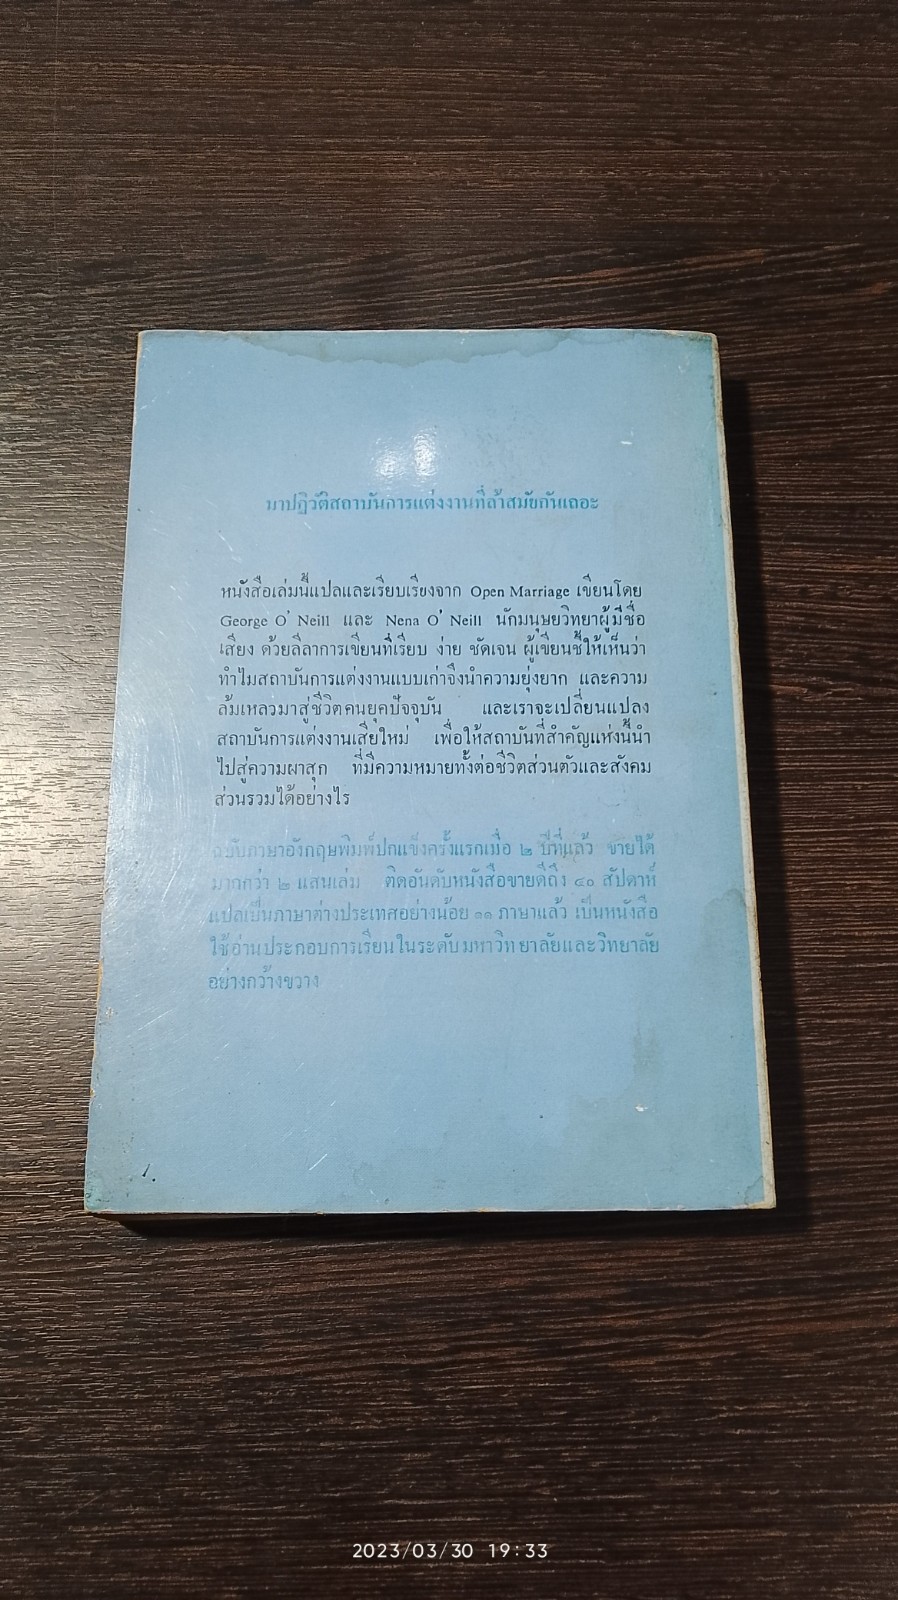 มาปฏิวัติสถาบันการแต่งงานที่ล้าสมัยกันเถอะ
หนังสือเล่มนี้แปลและเรียบเรียงจาก Open Marriage เขียนโดย
George O' Neill และ Nena O' Neill นักมนุษยวิทยาผู้มีชื่อ
เสียง ด้วยลีลาการเขียนที่เรียบ ง่าย ชัดเจน ผู้เขียนชี้ให้เห็นว่า
ทำไมสถาบันการแต่งงานแบบเก่าจึงนำความยุ่งยาก และความ
ล้มเหลวมาสู่ชีวิตคนยุคปัจจุบัน และเราจะเปลี่ยนแปลง
สถาบันการแต่งงานเสียใหม่ เพื่อให้สถาบันที่สำคัญแห่งนี้นำ
ไปสู่ความผาสุก ที่มีความหมายทั้งต่อชีวิตส่วนตัวและสังคม
ส่วนรวมได้อย่างไร
ฉบับภาษาอังกฤษพิมพ์ปกแข็งครั้งแรกเมื่อ ๒ ปีที่แล้ว ขายได้
มากกว่า ๒ แสนเล่ม ติดอันดับหนังสือขายดีถึง ๔๐ สัปดาห์
แปลเป็นภาษาต่างประเทศอย่างน้อย ๑๑ ภาษาแล้ว เป็นหนังสือ
ใช้อ่านประกอบการเรียนในระดับมหาวิทยาลัยและวิทยาลัย
อย่างกว้างขวาง
2023/03/30 19:33